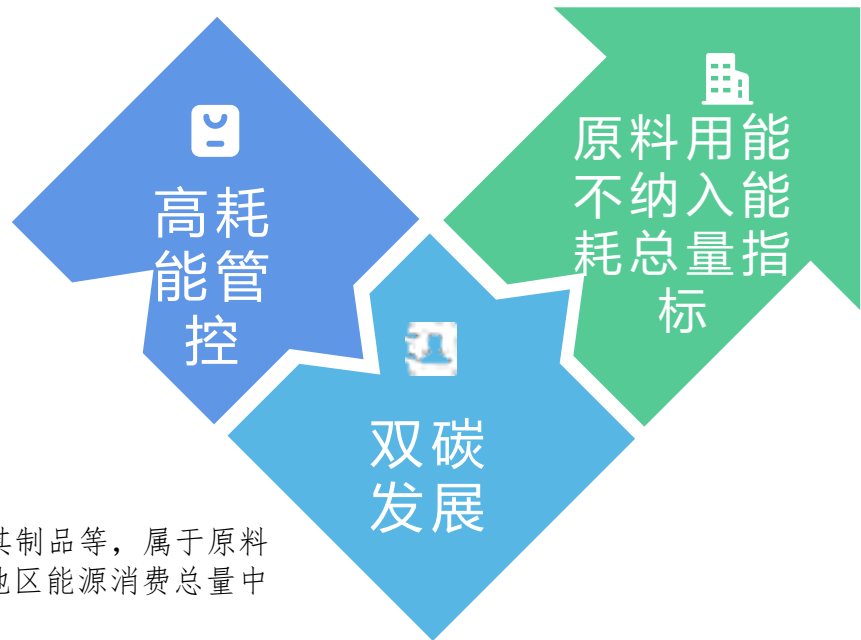 高耗
能管
控
双碳
发展
原料用能
不纳入能
耗总量指
标
其制品等，属于原料
地区能源消费总量中